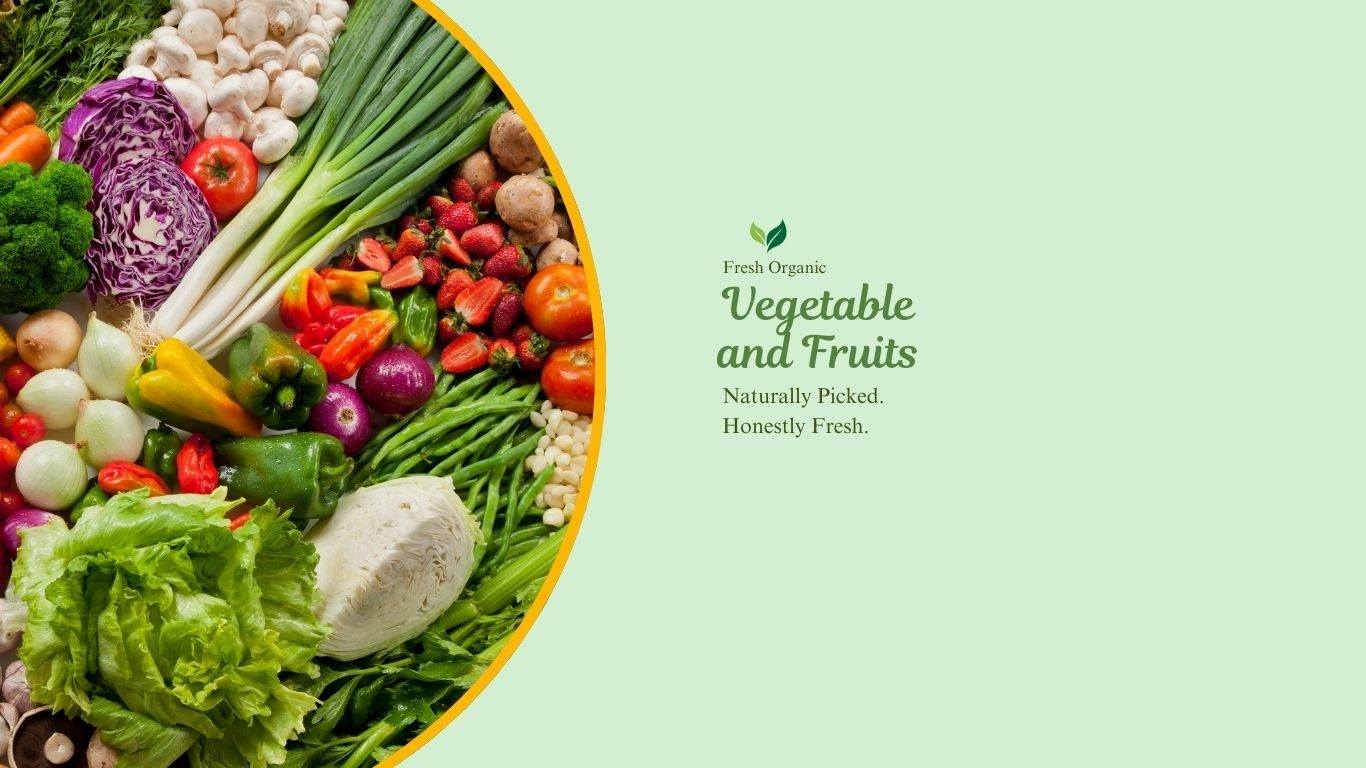 Fresh Organic
Vegetable
and Fruits
Naturally Picked.
Honestly Fresh.